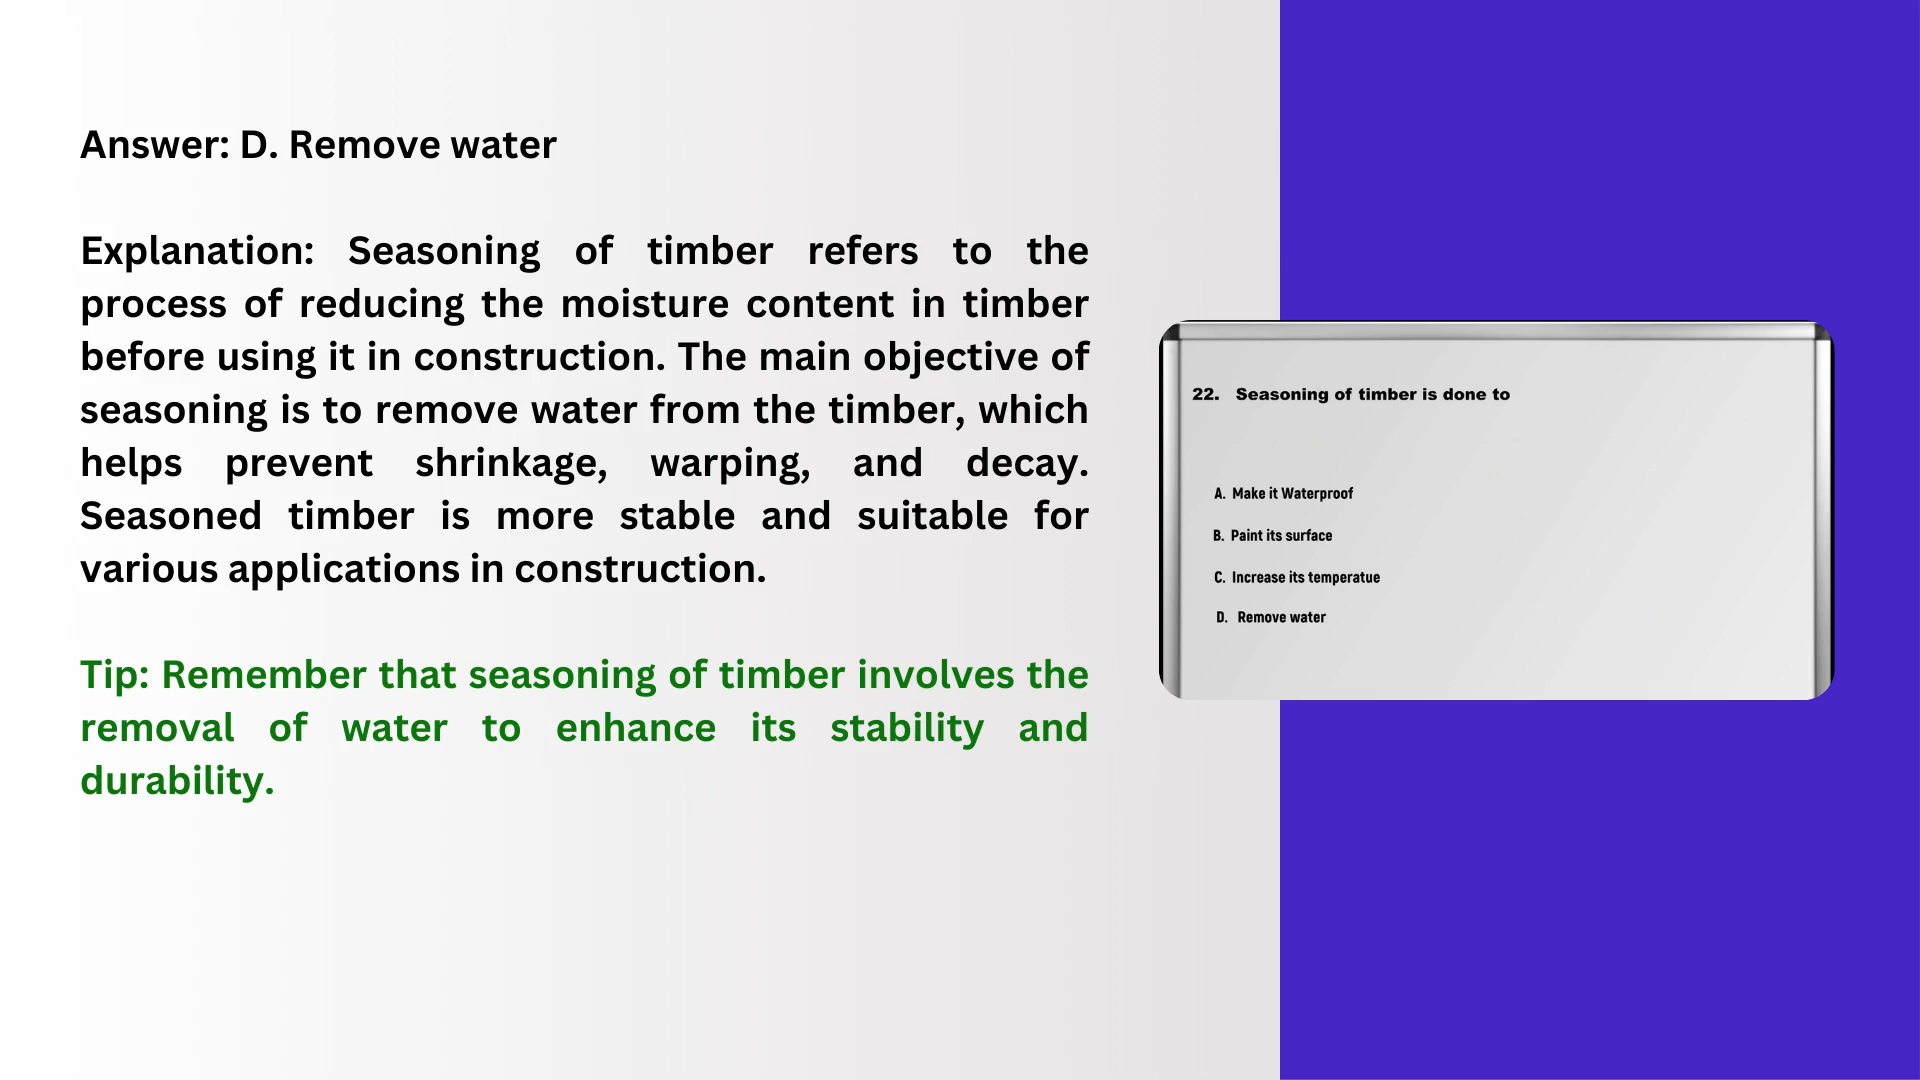 Answer: D. Remove water
Explanation: Seasoning of timber refers to the
process of reducing the moisture content in timber
before using it in construction. The main objective of
seasoning is to remove water from the timber, which
helps prevent shrinkage, warping, and decay.
Seasoned timber is more stable and suitable for
various applications in construction.
Tip: Remember that seasoning of timber involves the
removal of water to enhance its stability and
durability.
22. Seasoning of timber is done to
A. Make it Waterproof
B. Paint its surface
C. Increase its temperatue
D. Remove water